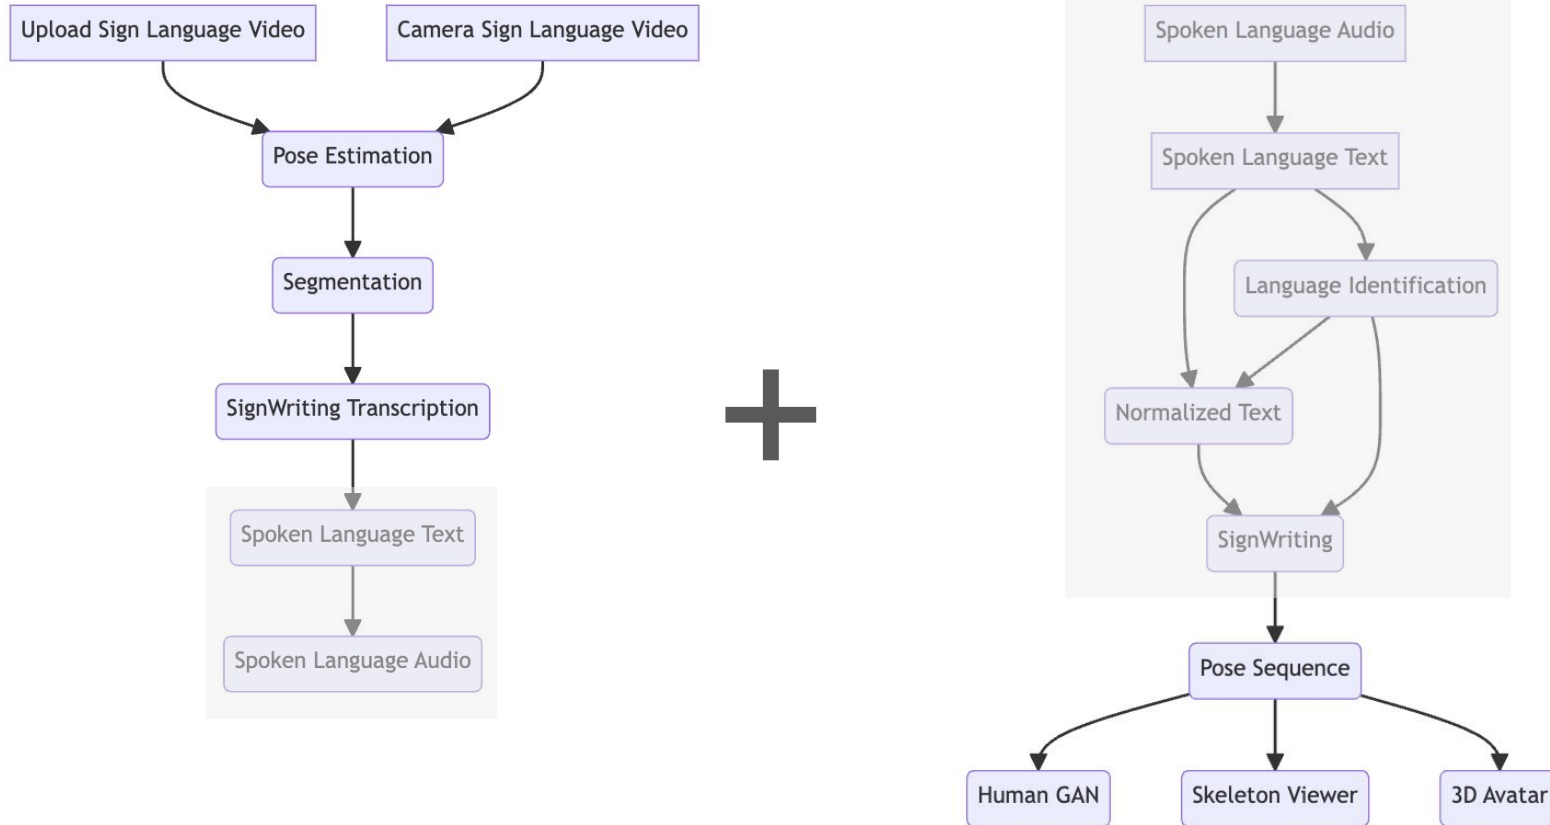 Upload Sign Language Video
Camera Sign Language Video
Pose Estimation
Segmentation
SignWriting Transcription
Spoken Language Text
Spoken Language Audio
Spoken Language Audio
Spoken Language Text
Language Identification
Normalized Text
SignWriting
Pose Sequence
Human GAN
Skeleton Viewer
3D Avatar